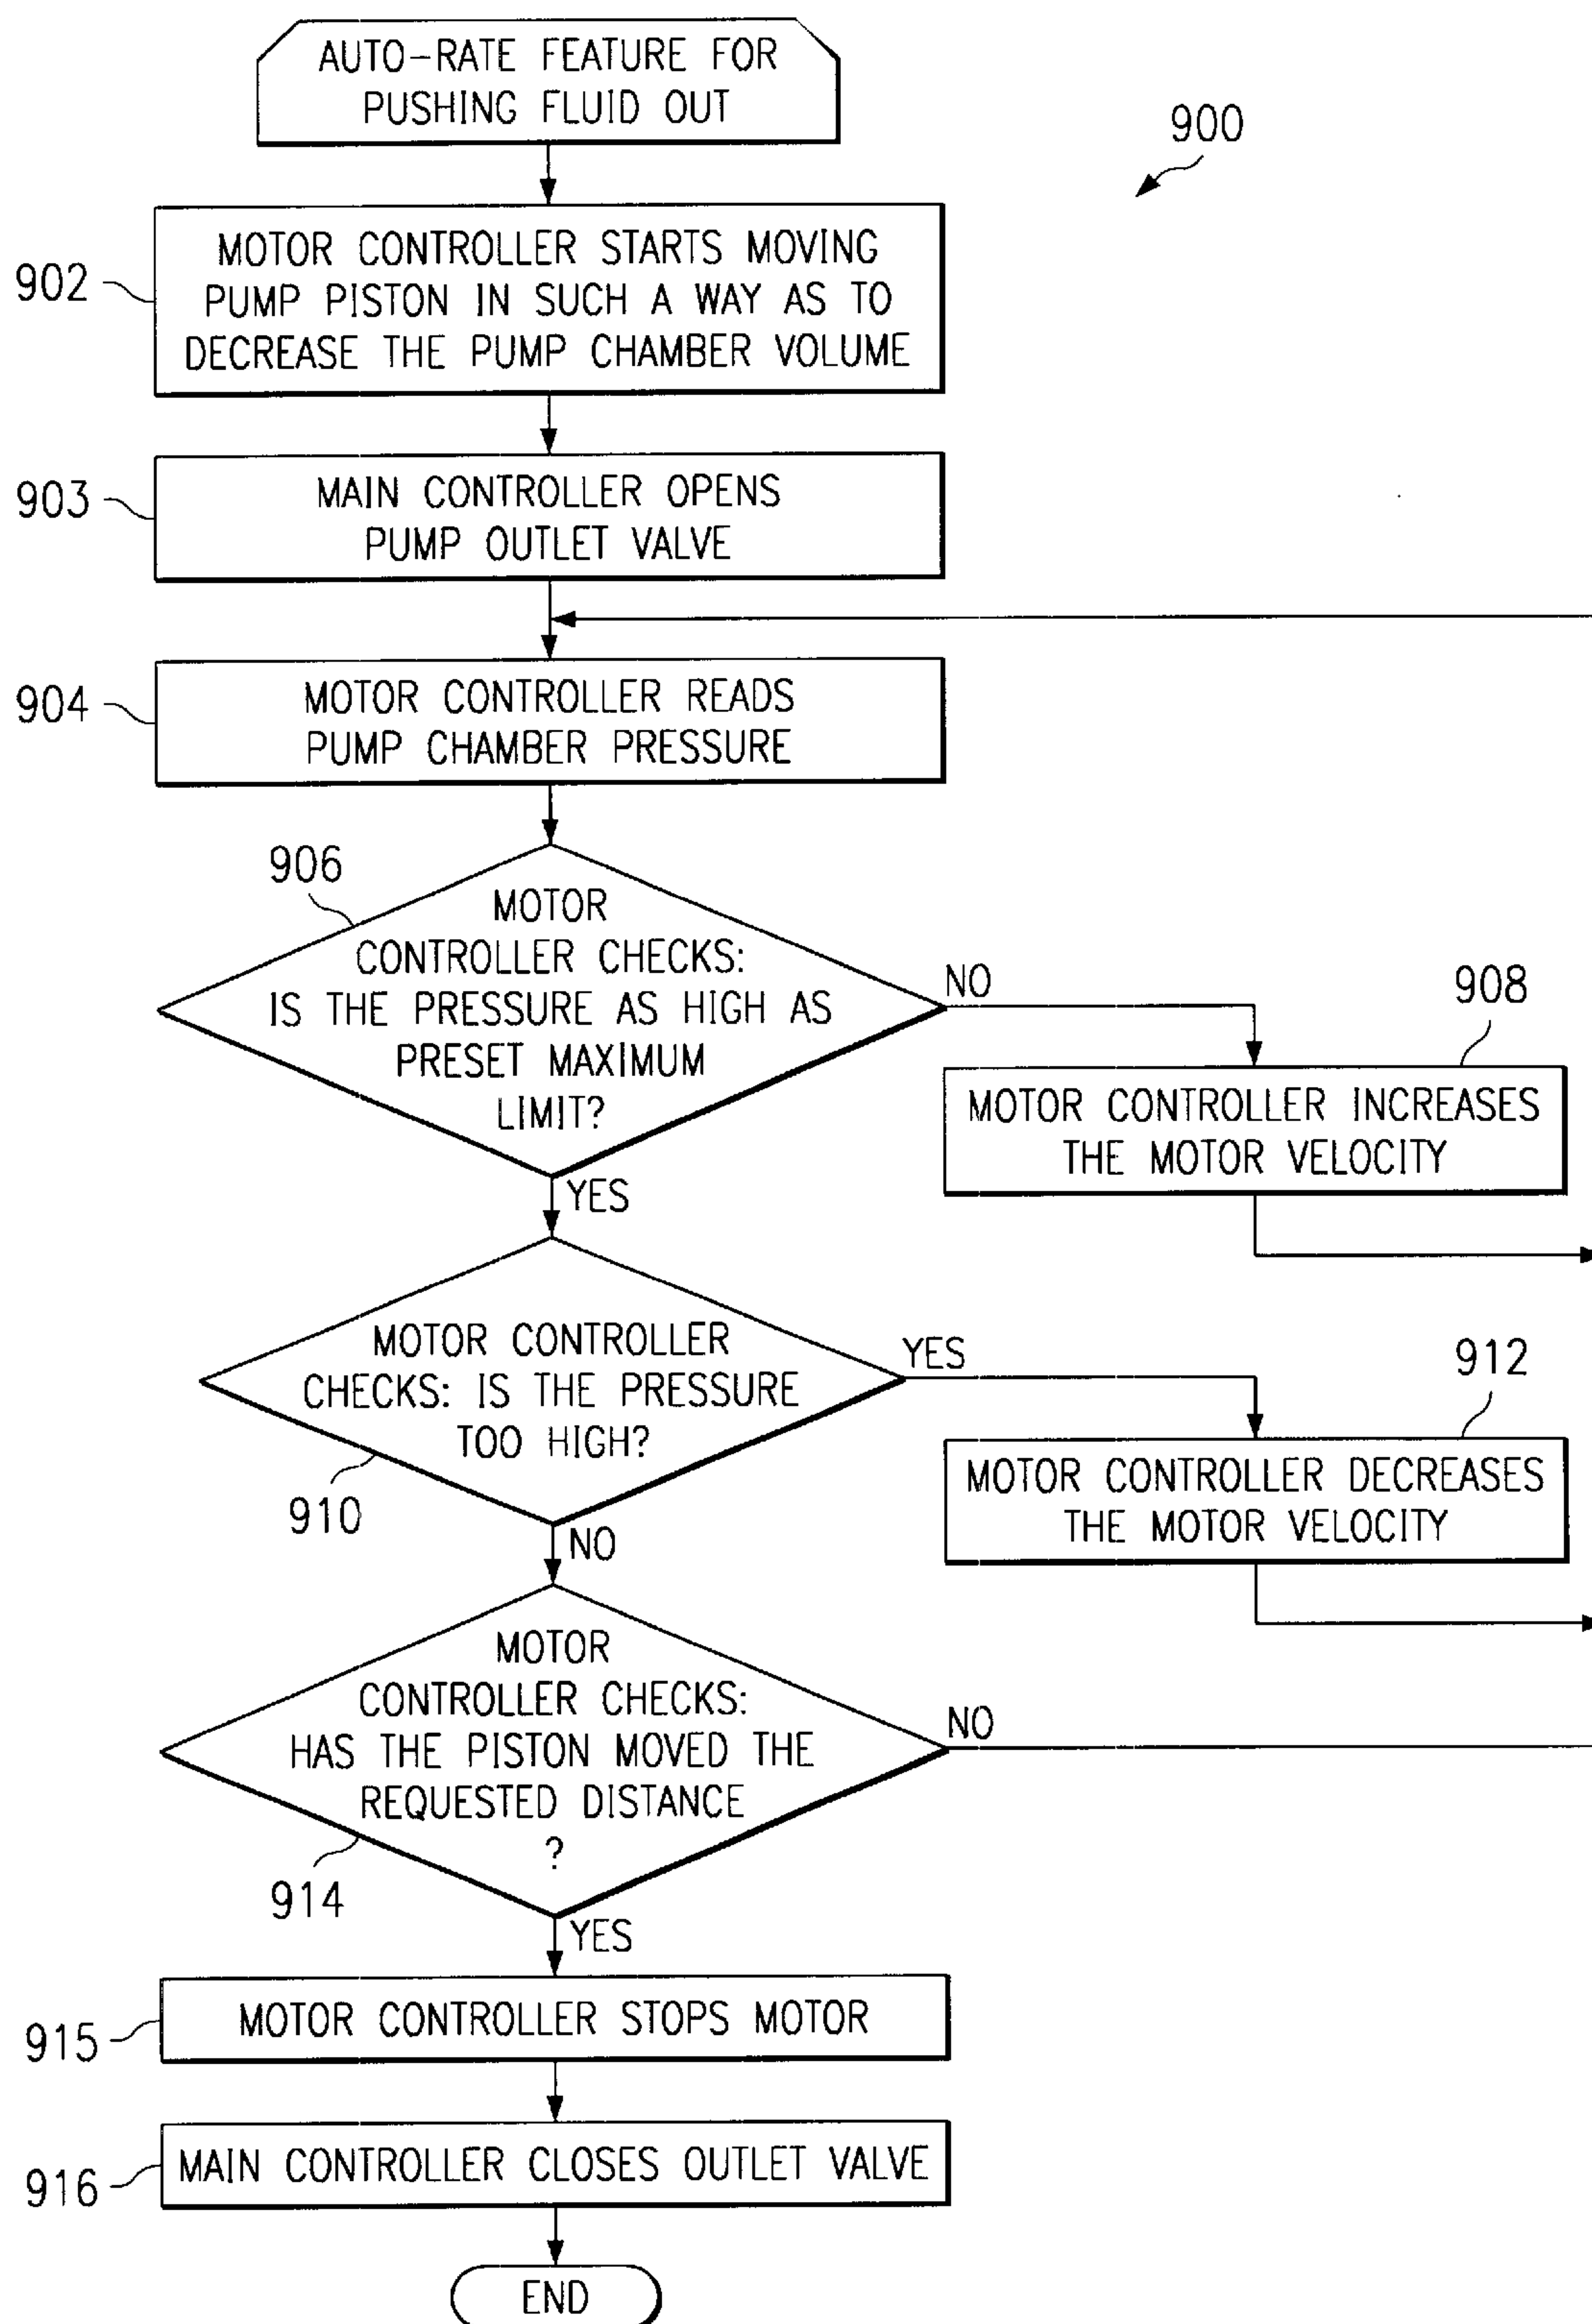 AUTO-RATE FEATURE FOR
PUSHING FLUID OUT
900
902
MOTOR CONTROLLER STARTS MOVING
PUMP PISTON IN SUCH A WAY AS TO
DECREASE THE PUMP CHAMBER VOLUME
903
MAIN CONTROLLER OPENS
PUMP OUTLET VALVE
904
MOTOR CONTROLLER READS
PUMP CHAMBER PRESSURE
906
MOTOR
CONTROLLER CHECKS:
IS THE PRESSURE AS HIGH AS
PRESET MAXIMUM
LIMIT?
NO
908
MOTOR CONTROLLER INCREASES
THE MOTOR VELOCITY
YES
MOTOR CONTROLLER
CHECKS: IS THE PRESSURE
TOO HIGH?
910
YES
912
MOTOR CONTROLLER DECREASES
THE MOTOR VELOCITY
NO
MOTOR
CONTROLLER CHECKS:
HAS THE PISTON MOVED THE
REQUESTED DISTANCE
?
914
NO
YES
915
MOTOR CONTROLLER STOPS MOTOR
916
MAIN CONTROLLER CLOSES OUTLET VALVE
END